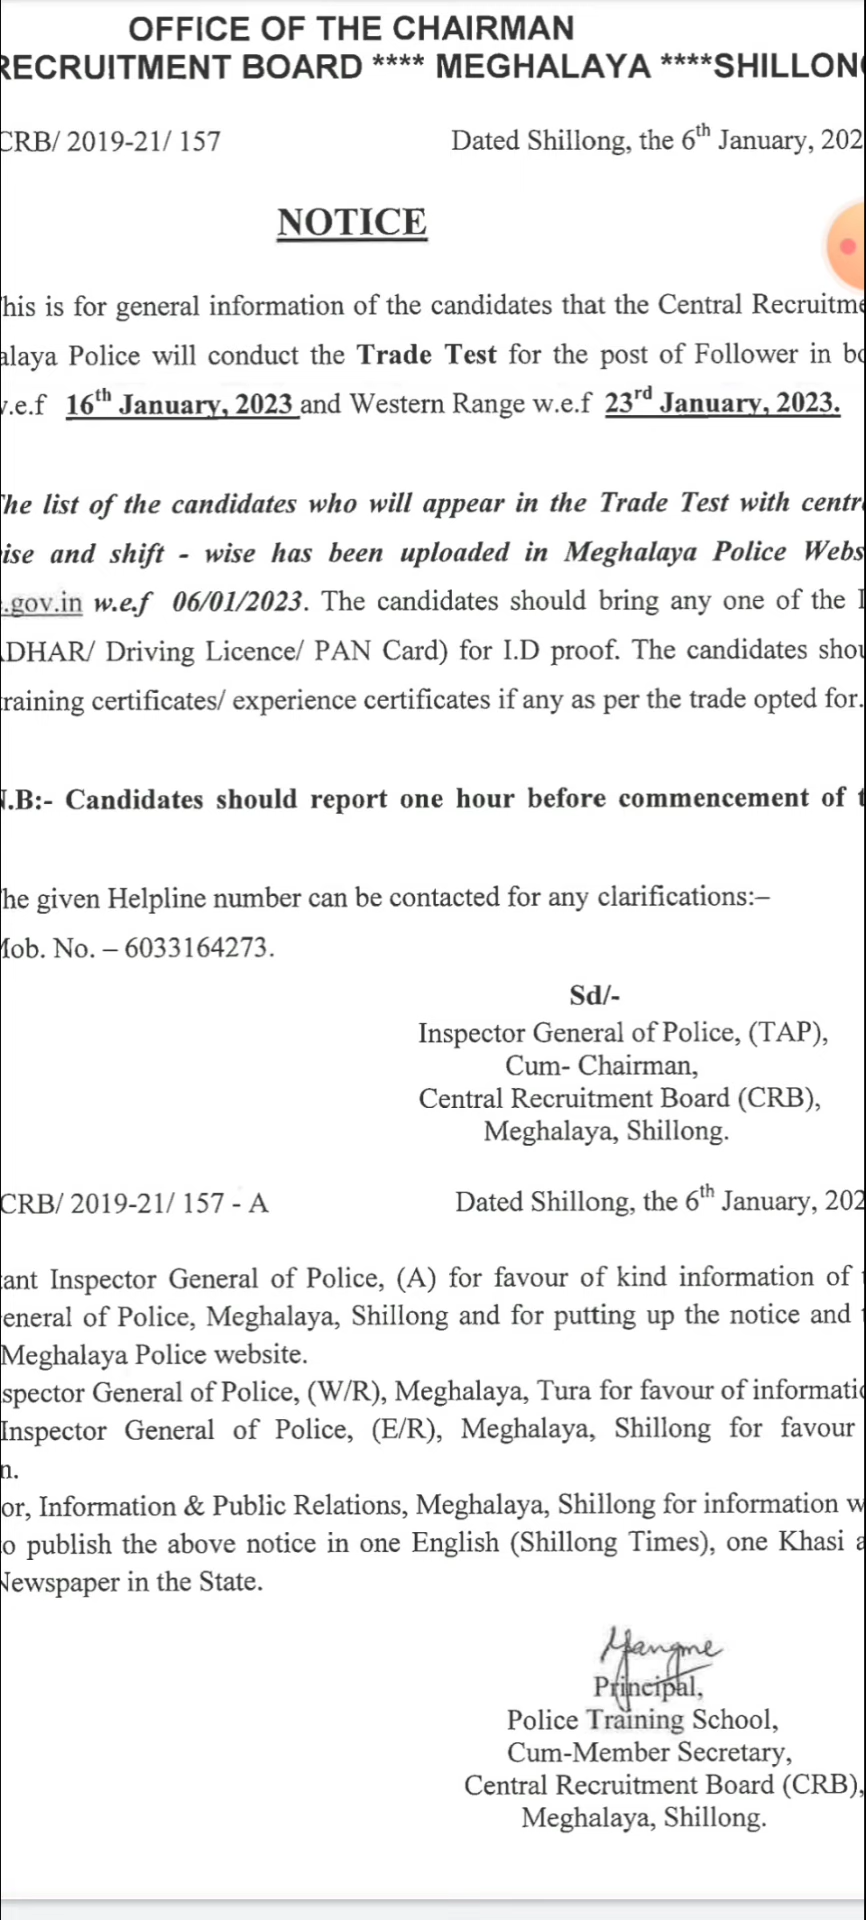 OFFICE OF THE CHAIRMAN
RECRUITMENT BOARD **** MEGHALAYA ****SHILLONG
CRB/ 2019-21/ 157 Dated Shillong, the 6th January, 202
NOTICE
his is for general information of the candidates that the Central Recruitme
alaya Police will conduct the Trade Test for the post of Follower in bo
w.e.f 16th January, 2023 and Western Range w.e.f 23rd January, 2023.
The list of the candidates who will appear in the Trade Test with centr
ise and shift - wise has been uploaded in Meghalaya Police Webs
.gov.in w.e.f 06/01/2023. The candidates should bring any one of the I
ADHAR/ Driving Licence/ PAN Card) for I.D proof. The candidates shou
raining certificates/ experience certificates if any as per the trade opted for.
N.B:- Candidates should report one hour before commencement of t
he given Helpline number can be contacted for any clarifications:–
Mob. No. – 6033164273.
Sd/-
Inspector General of Police, (TAP),
Cum- Chairman,
Central Recruitment Board (CRB),
Meghalaya, Shillong.
CRB/ 2019-21/ 157 - A Dated Shillong, the 6th January, 202
tant Inspector General of Police, (A) for favour of kind information of t
eneral of Police, Meghalaya, Shillong and for putting up the notice and t
Meghalaya Police website.
spector General of Police, (W/R), Meghalaya, Tura for favour of informatio
Inspector General of Police, (E/R), Meghalaya, Shillong for favour
n.
or, Information & Public Relations, Meghalaya, Shillong for information w
o publish the above notice in one English (Shillong Times), one Khasi a
Newspaper in the State.
Principal,
Police Training School,
Cum-Member Secretary,
Central Recruitment Board (CRB),
Meghalaya, Shillong.